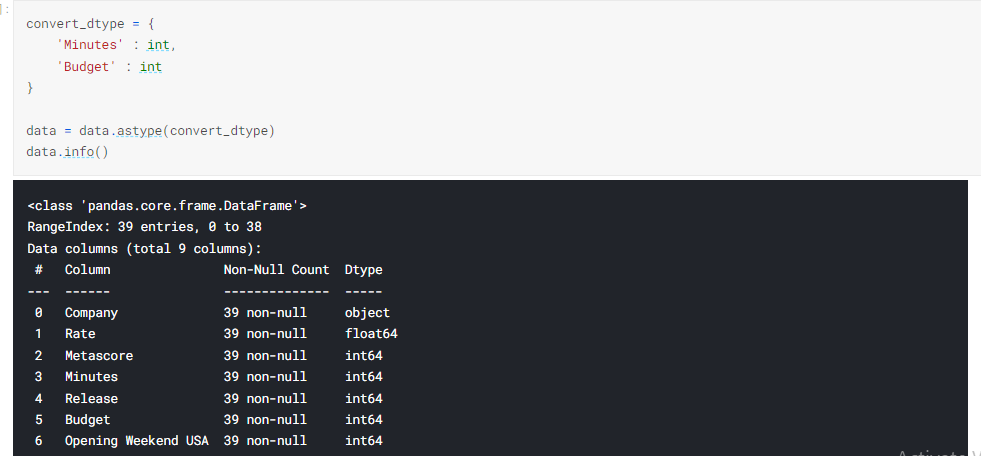 ]:
convert_dtype = {
    'Minutes' : int,
    'Budget' : int
}
data = data.astype(convert_dtype)
data.info()
<class 'pandas.core.frame.DataFrame'>
RangeIndex: 39 entries, 0 to 38
Data columns (total 9 columns):
 #   Column               Non-Null Count  Dtype
---  ------               --------------  -----
 0   Company              39 non-null     object
 1   Rate                 39 non-null     float64
 2   Metascore            39 non-null     int64
 3   Minutes              39 non-null     int64
 4   Release              39 non-null     int64
 5   Budget               39 non-null     int64
 6   Opening Weekend USA  39 non-null     int64